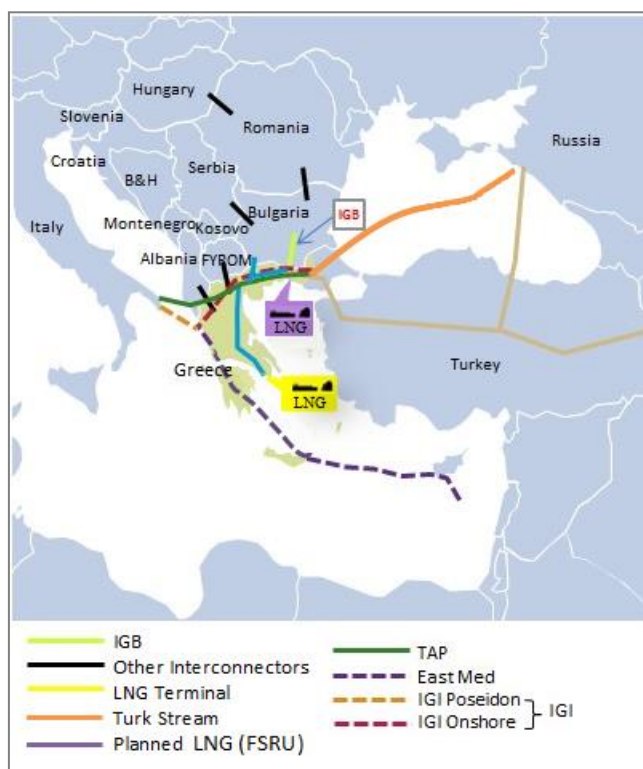 Hungary
Slovenia
Romania
Russia
Croatia
Serbia
B&H
Italy
Bulgaria
IGB
Montenegro
Kosovo
Albania
FYROM
LNG
Turkey
Greece
LNG
IGB
Other Interconnectors
LNG Terminal
Turk Stream
Planned LNG (FSRU)
TAP
East Med
IGI Poseidon
IGI Onshore
IGI